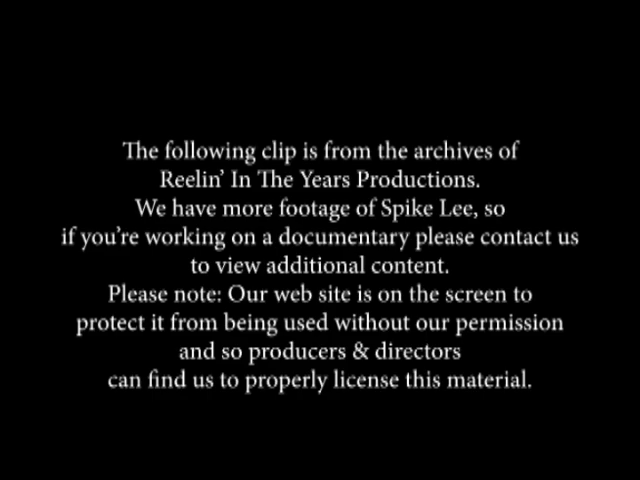 The following clip is from the archives of
Reelin’ In The Years Productions.
We have more footage of Spike Lee, so
if you’re working on a documentary please contact us
to view additional content.
Please note: Our web site is on the screen to
protect it from being used without our permission
and so producers & directors
can find us to properly license this material.